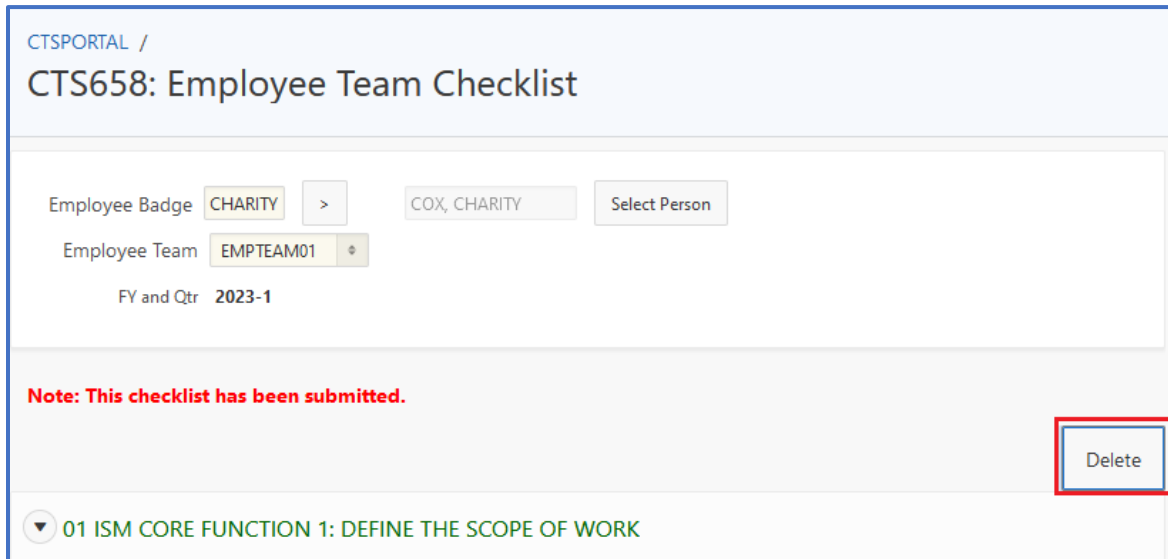 CTSPORTAL /
CTS658: Employee Team Checklist
Employee Badge CHARITY > COX, CHARITY Select Person
Employee Team EMPTEAM01
FY and Qtr 2023-1
Note: This checklist has been submitted.
Delete
01 ISM CORE FUNCTION 1: DEFINE THE SCOPE OF WORK